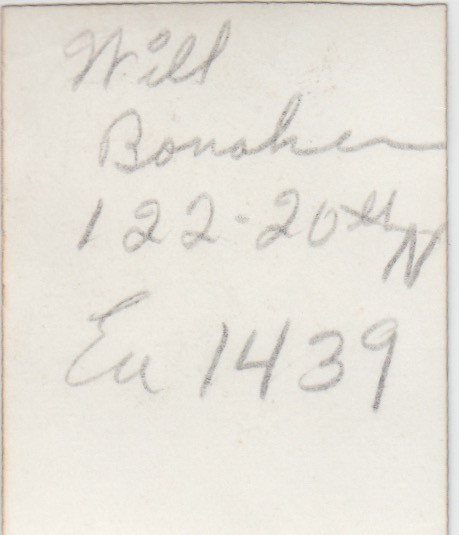 Will
Bonahen
122-20th N
Eu 1439